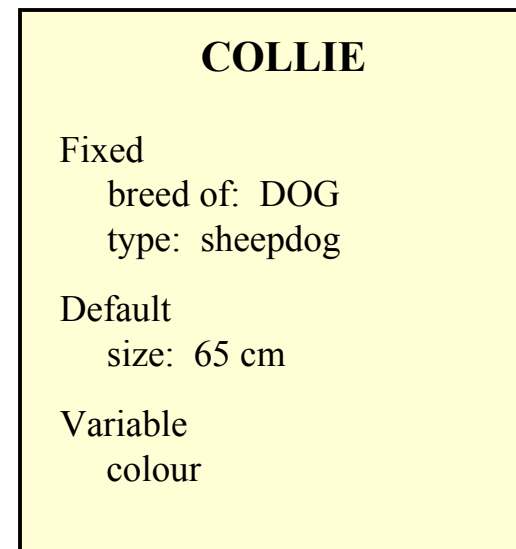 COLLIE
Fixed
breed of: DOG
type: sheepdog
Default
size: 65 cm
Variable
colour